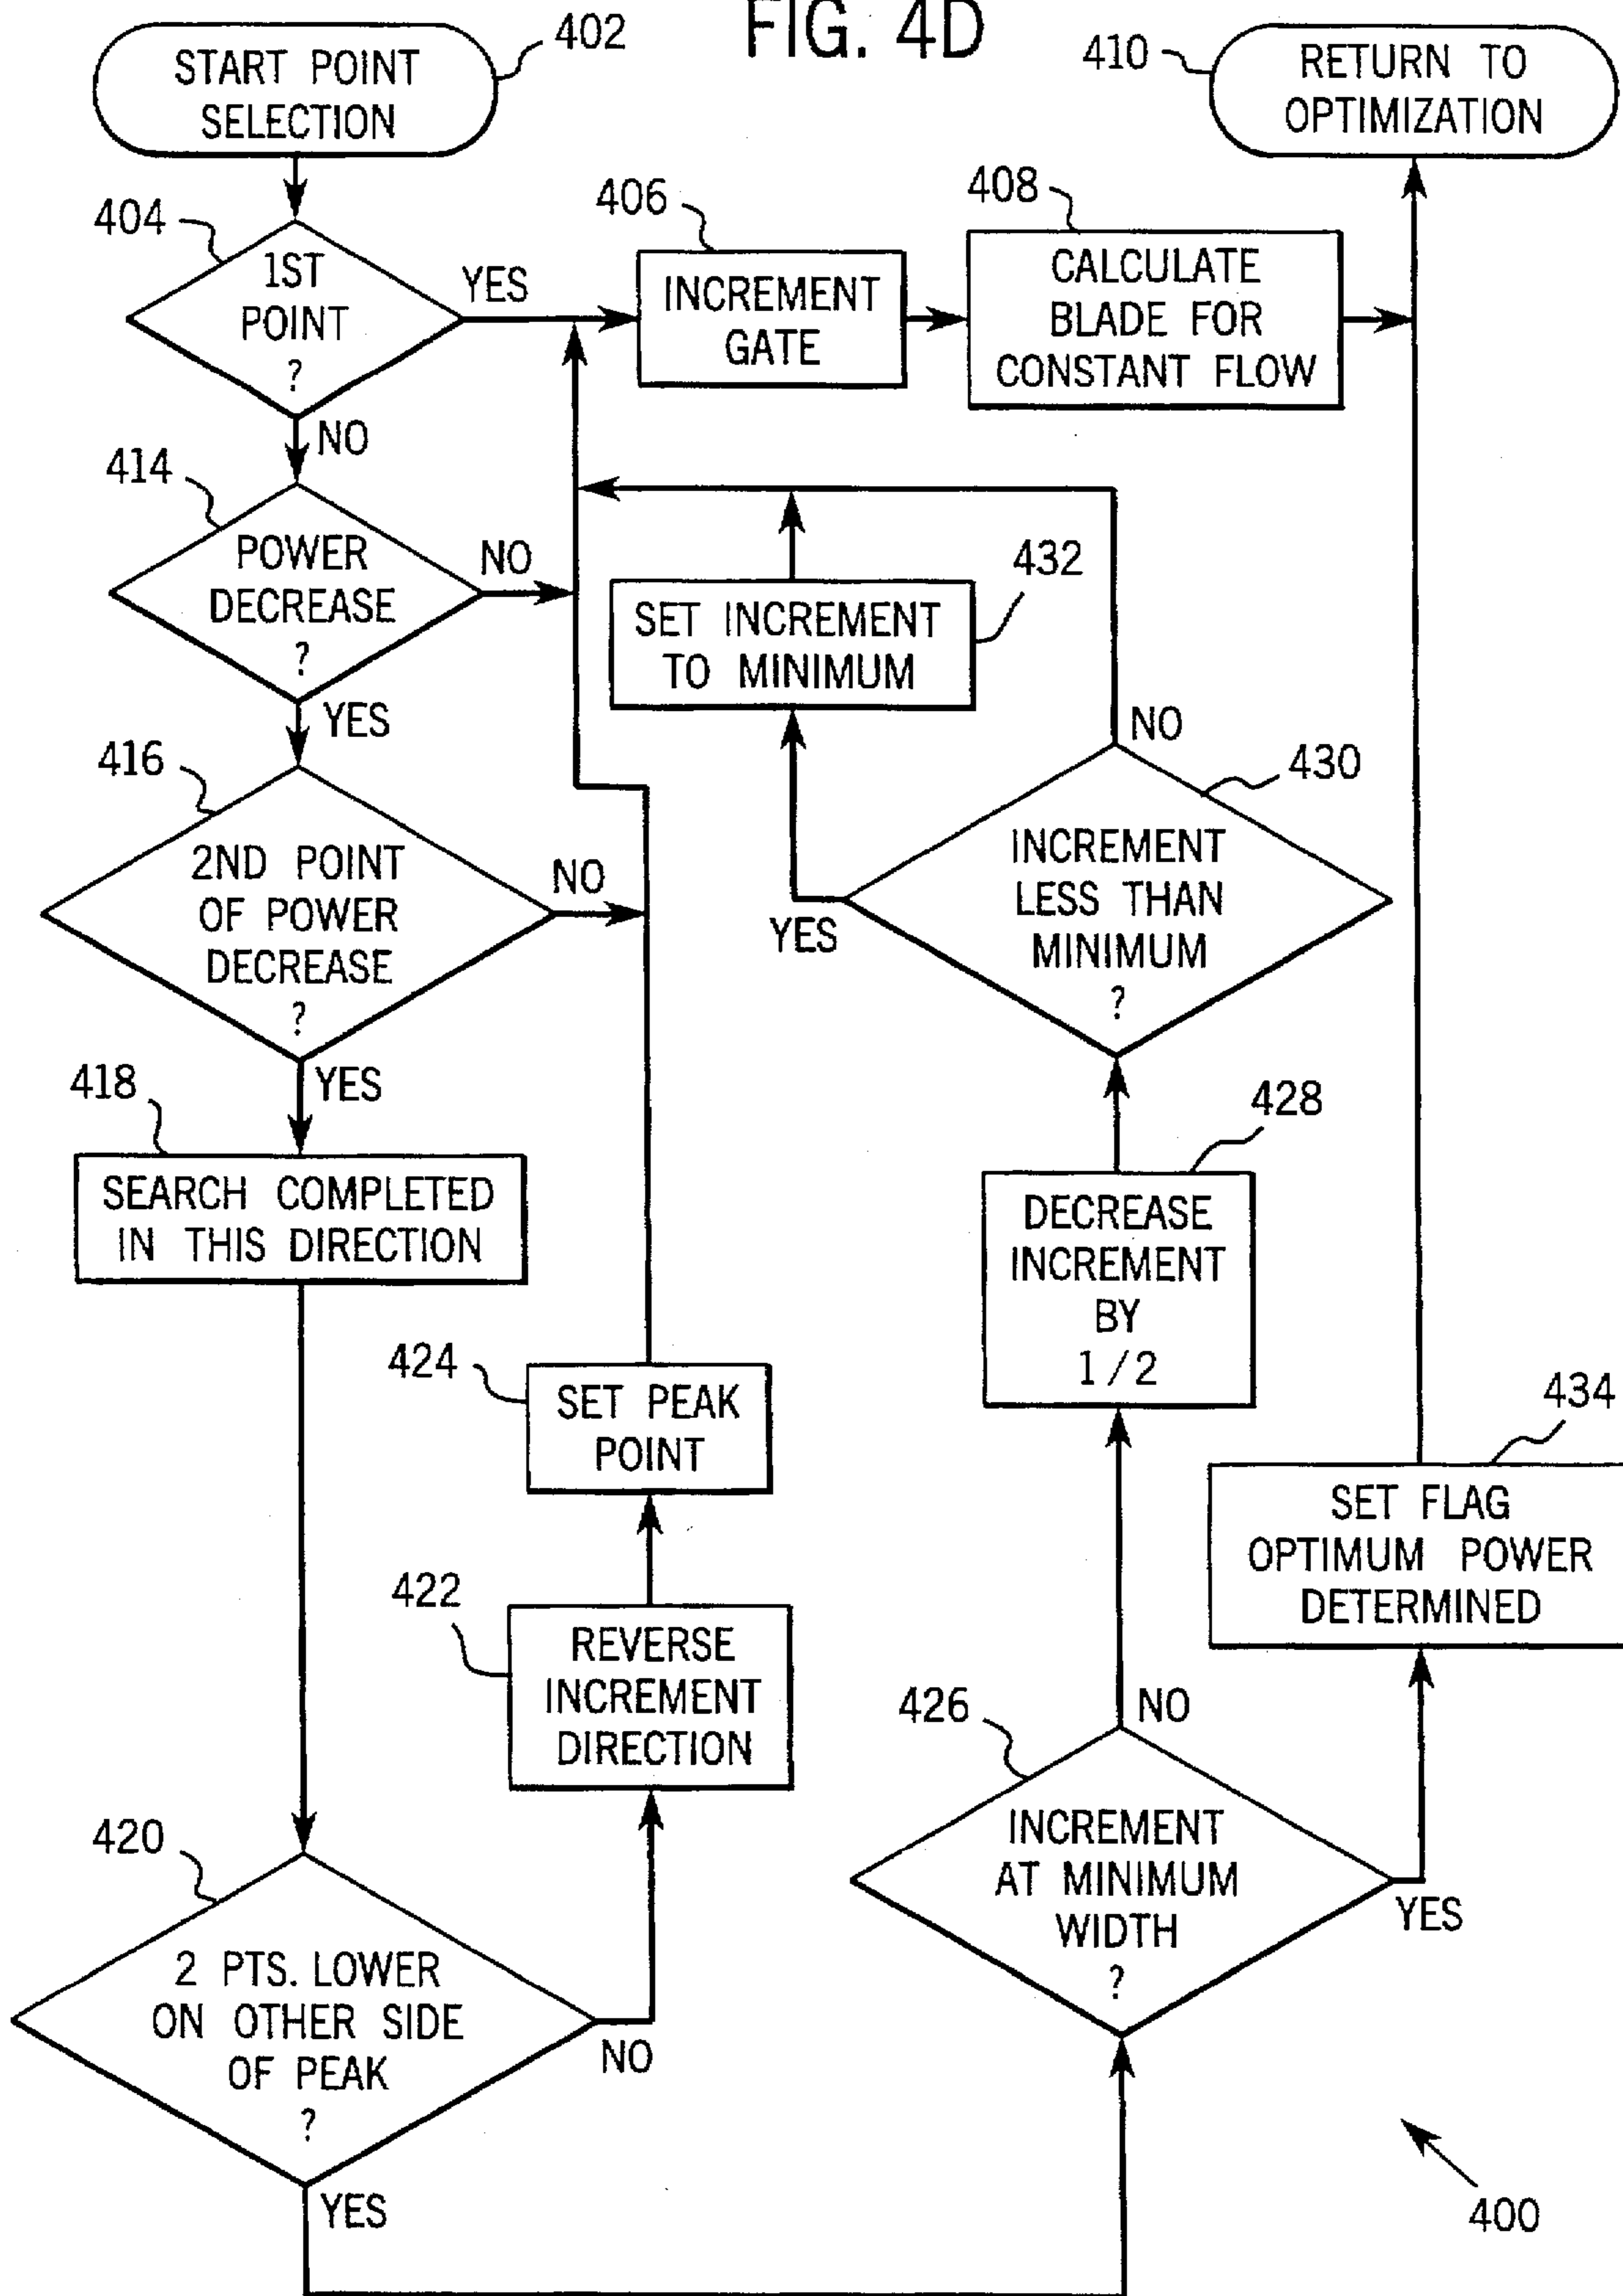 FIG. 4D
START POINT
SELECTION
402
410
RETURN TO
OPTIMIZATION
404
1ST
POINT
?
YES
NO
406
INCREMENT
GATE
408
CALCULATE
BLADE FOR
CONSTANT FLOW
414
POWER
DECREASE
?
NO
YES
432
SET INCREMENT
TO MINIMUM
416
2ND POINT
OF POWER
DECREASE
?
NO
YES
430
INCREMENT
LESS THAN
MINIMUM
?
NO
YES
418
SEARCH COMPLETED
IN THIS DIRECTION
428
DECREASE
INCREMENT
BY
1/2
424
SET PEAK
POINT
434
SET FLAG
OPTIMUM POWER
DETERMINED
422
REVERSE
INCREMENT
DIRECTION
426
INCREMENT
AT MINIMUM
WIDTH
?
NO
YES
420
2 PTS. LOWER
ON OTHER SIDE
OF PEAK
?
NO
YES
400